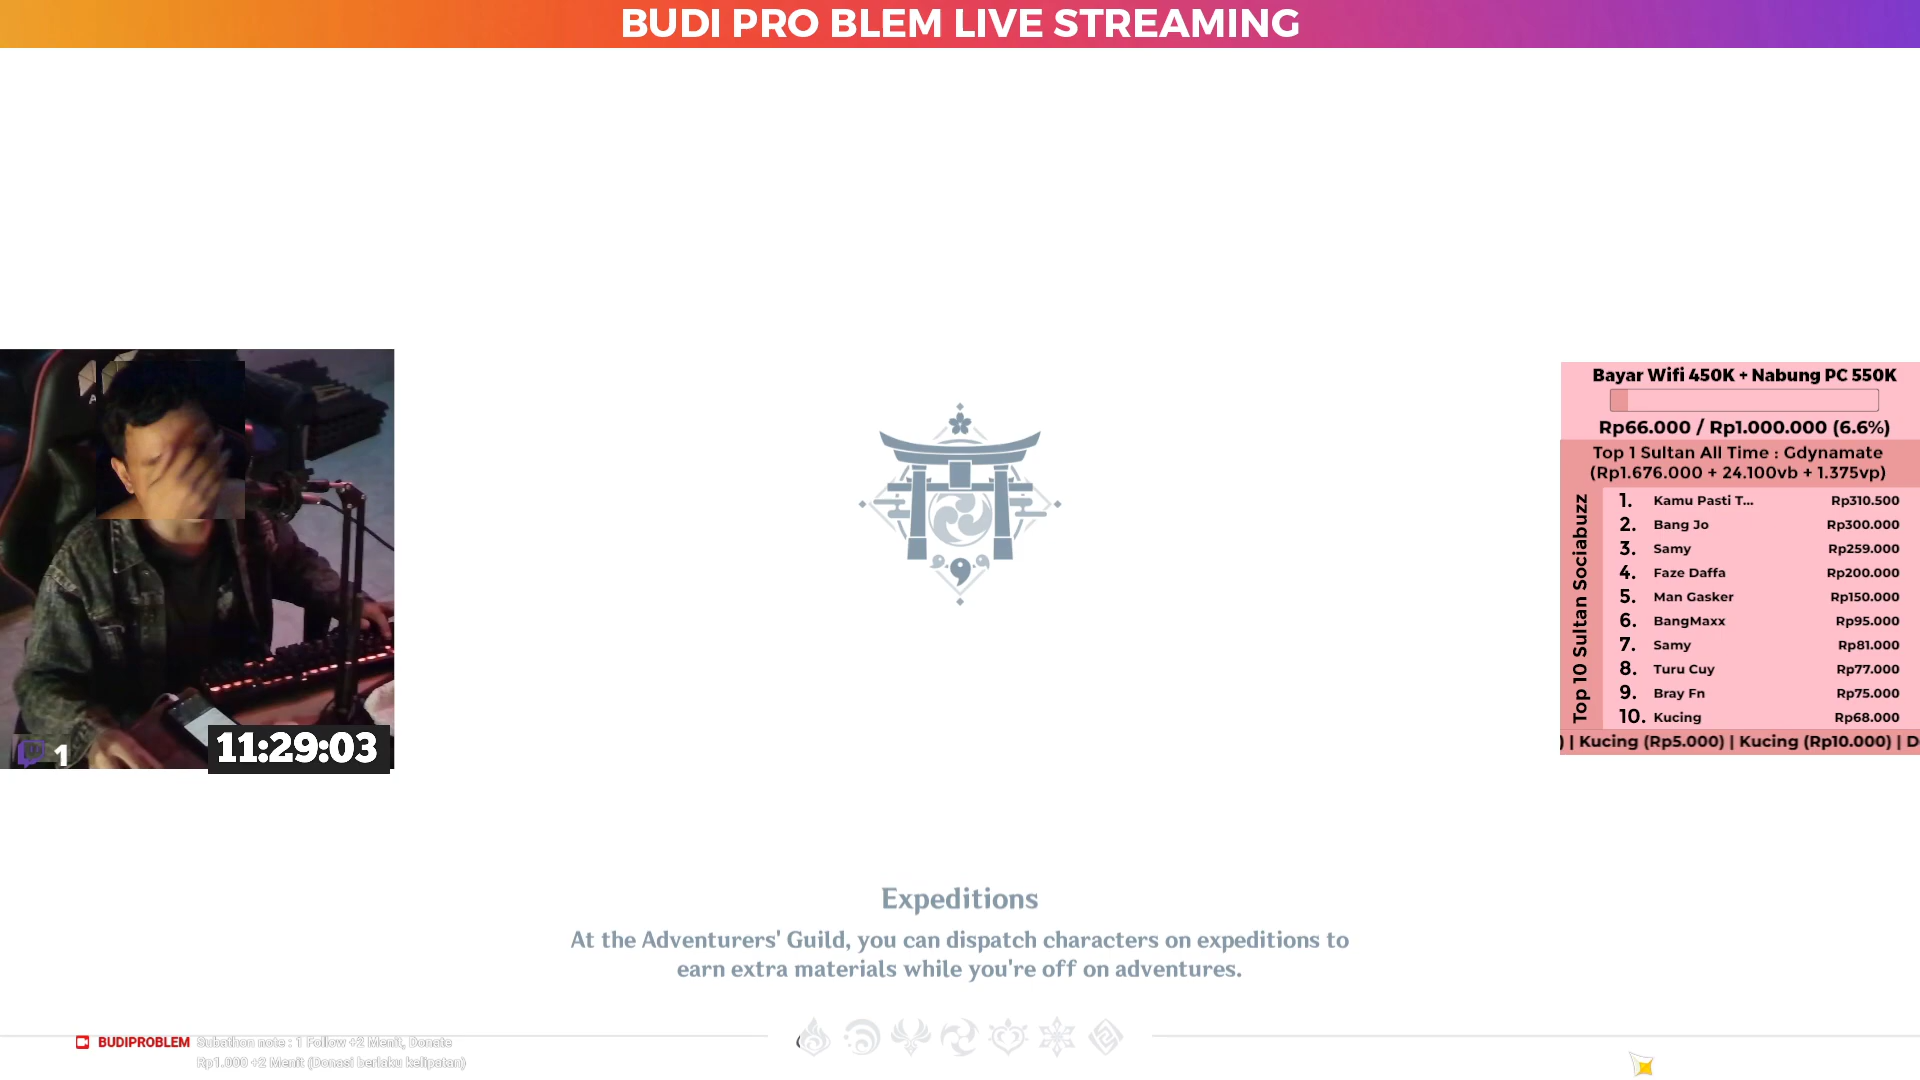 BUDI PRO BLEM LIVE STREAMING
1
11:29:03
Bayar Wifi 450K + Nabung PC 550K
Rp66.000 / Rp1.000.000 (6.6%)
Top 1 Sultan All Time : Gdynamate
(Rp1.676.000 + 24.100vb + 1.375vp)
Top 10 Sultan Sociabuzz
1. Kamu Pasti T... Rp310.500
2. Bang Jo Rp300.000
3. Samy Rp259.000
4. Faze Daffa Rp200.000
5. Man Gasker Rp150.000
6. BangMaxx Rp95.000
7. Samy Rp81.000
8. Turu Cuy Rp77.000
9. Bray Fn Rp75.000
10. Kucing Rp68.000
) | Kucing (Rp5.000) | Kucing (Rp10.000) | D
Expeditions
At the Adventurers' Guild, you can dispatch characters on expeditions to
earn extra materials while you're off on adventures.
BUDIPROBLEM Subathon note : 1 Follow +2 Menit, Donate
Rp1.000 +2 Menit (Donasi berlaku kelipatan)